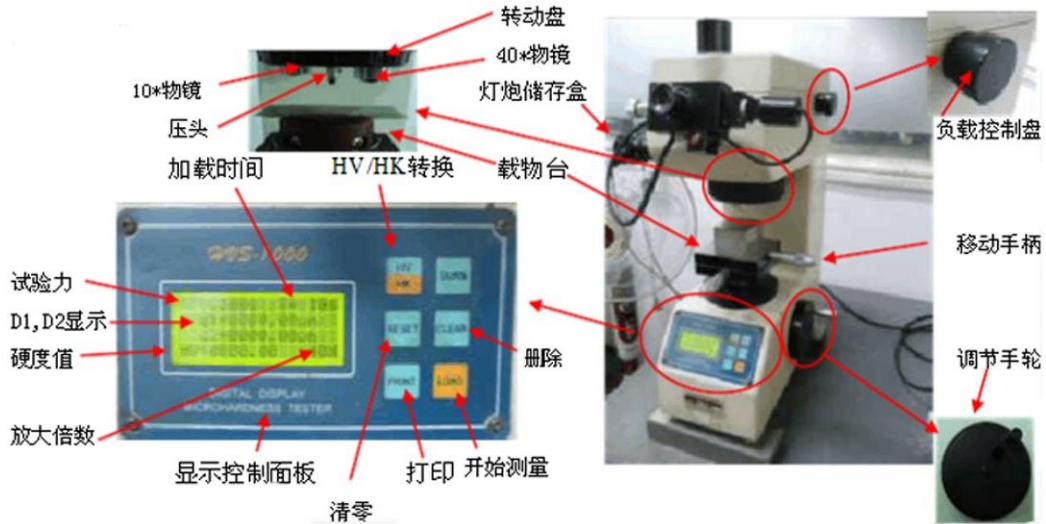 转动盘
40*物镜
10*物镜
灯炮储存盒
压头
负载控制盘
加载时间
HV/HK转换
载物台
移动手柄
HVS-1000
HV
HK
试验力
D1,D2显示
RESET
CLEAR
硬度值
删除
调节手轮
PRINT
LOAD
DIGITAL DISPLAY
MICROHARDNESS TESTER
放大倍数
显示控制面板
打印
开始测量
清零